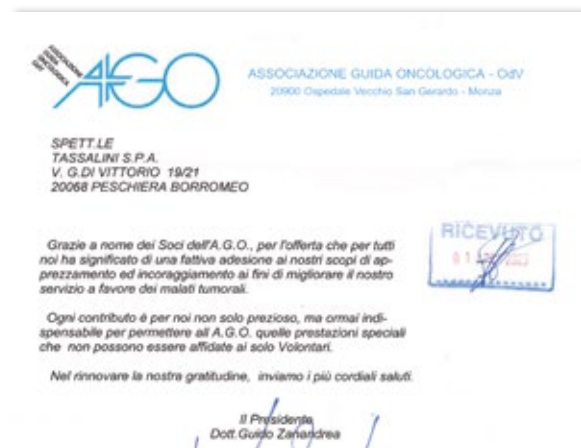 ASSOCIAZIONE
GUIDA
ONCOLOGICA
AGO
ASSOCIAZIONE GUIDA ONCOLOGICA - OdV
20900 Ospedale Vecchio San Gerardo - Monza
SPETT.LE
TASSALINI S.P.A.
V. G.DI VITTORIO 19/21
20068 PESCHIERA BORROMEO
Grazie a nome dei Soci dell'A.G.O., per l'offerta che per tutti
noi ha significato di una fattiva adesione ai nostri scopi di ap-
prezzamento ed incoraggiamento ai fini di migliorare il nostro
servizio a favore dei malati tumorali.
RICEVUTO
01 2023
Ogni contributo é per noi non solo prezioso, ma ormai indi-
spensabile per permettere all A.G.O. quelle prestazioni speciali
che non possono essere affidate ai solo Volontari.
Nel rinnovare la nostra gratitudine, inviamo i più cordiali saluti.
Il Presidente
Dott.Guido Zanandrea